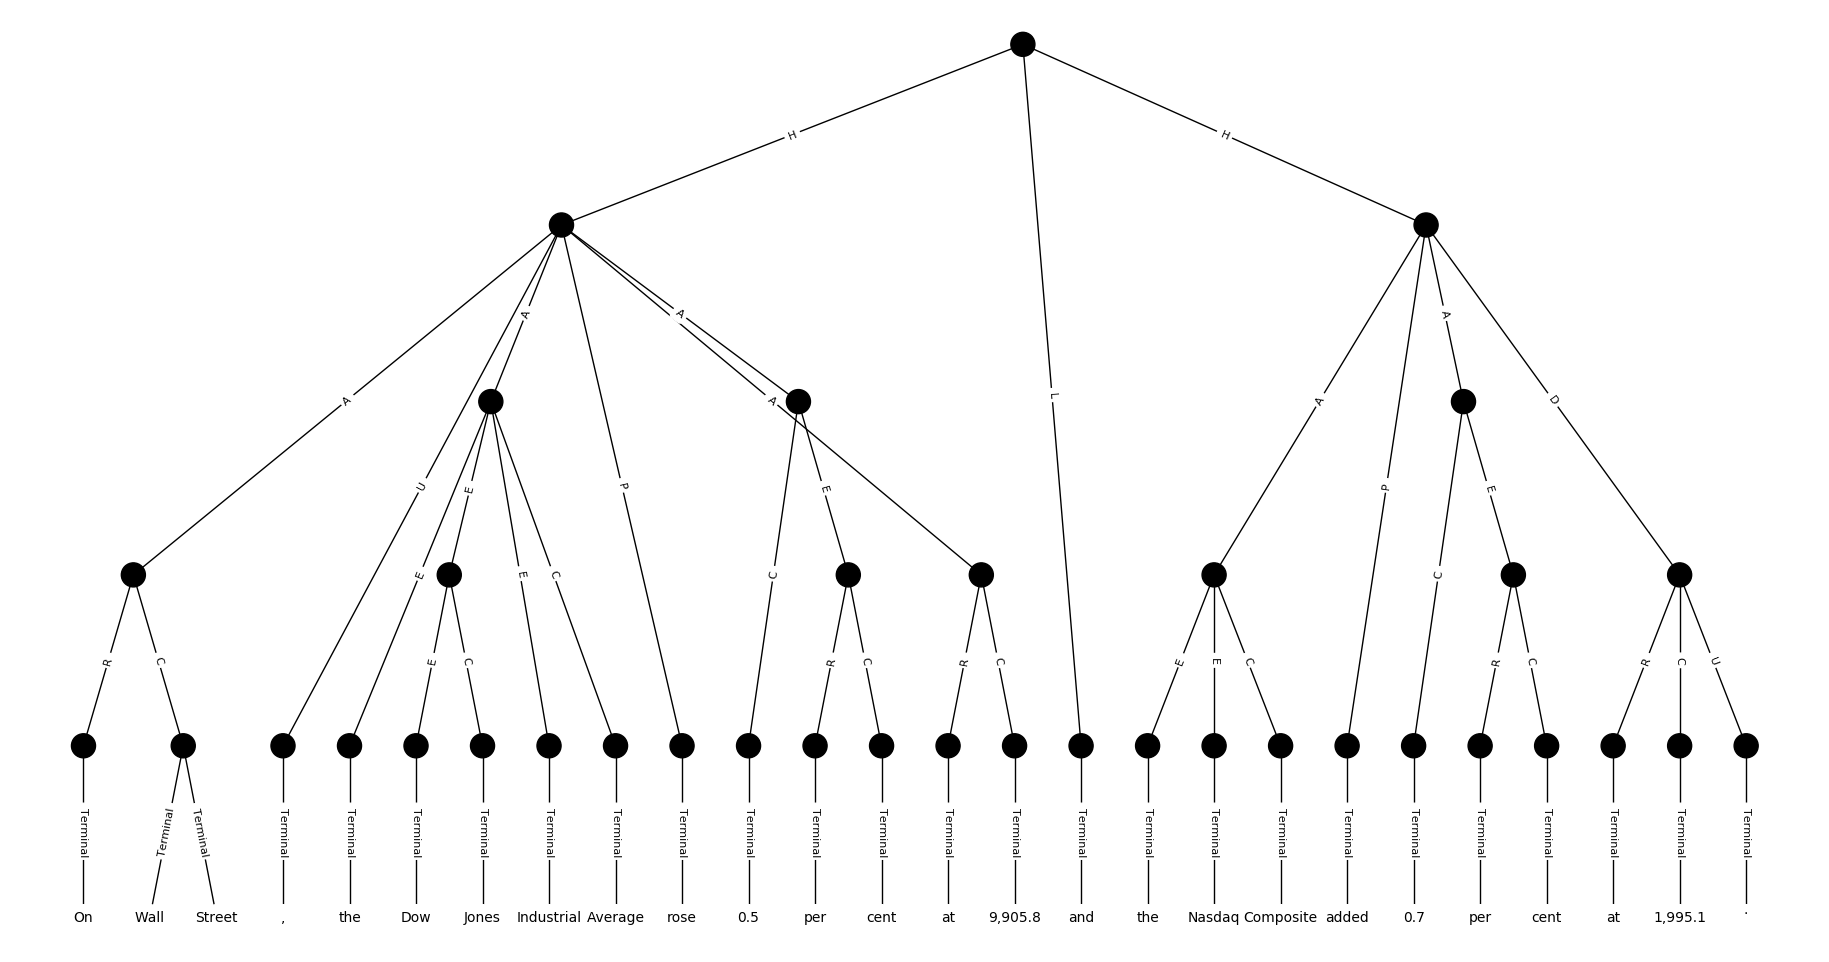 H H
A A A A
A A L A P A D
U E P E E
E E C C C
R C E C R C R C E E C R C R C U
Terminal Terminal Terminal Terminal Terminal Terminal Terminal Terminal Terminal Terminal Terminal Terminal Terminal Terminal Terminal Terminal Terminal Terminal Terminal Terminal Terminal Terminal Terminal Terminal Terminal Terminal
On Wall Street , the Dow Jones Industrial Average rose 0.5 per cent at 9,905.8 and the Nasdaq Composite added 0.7 per cent at 1,995.1 .